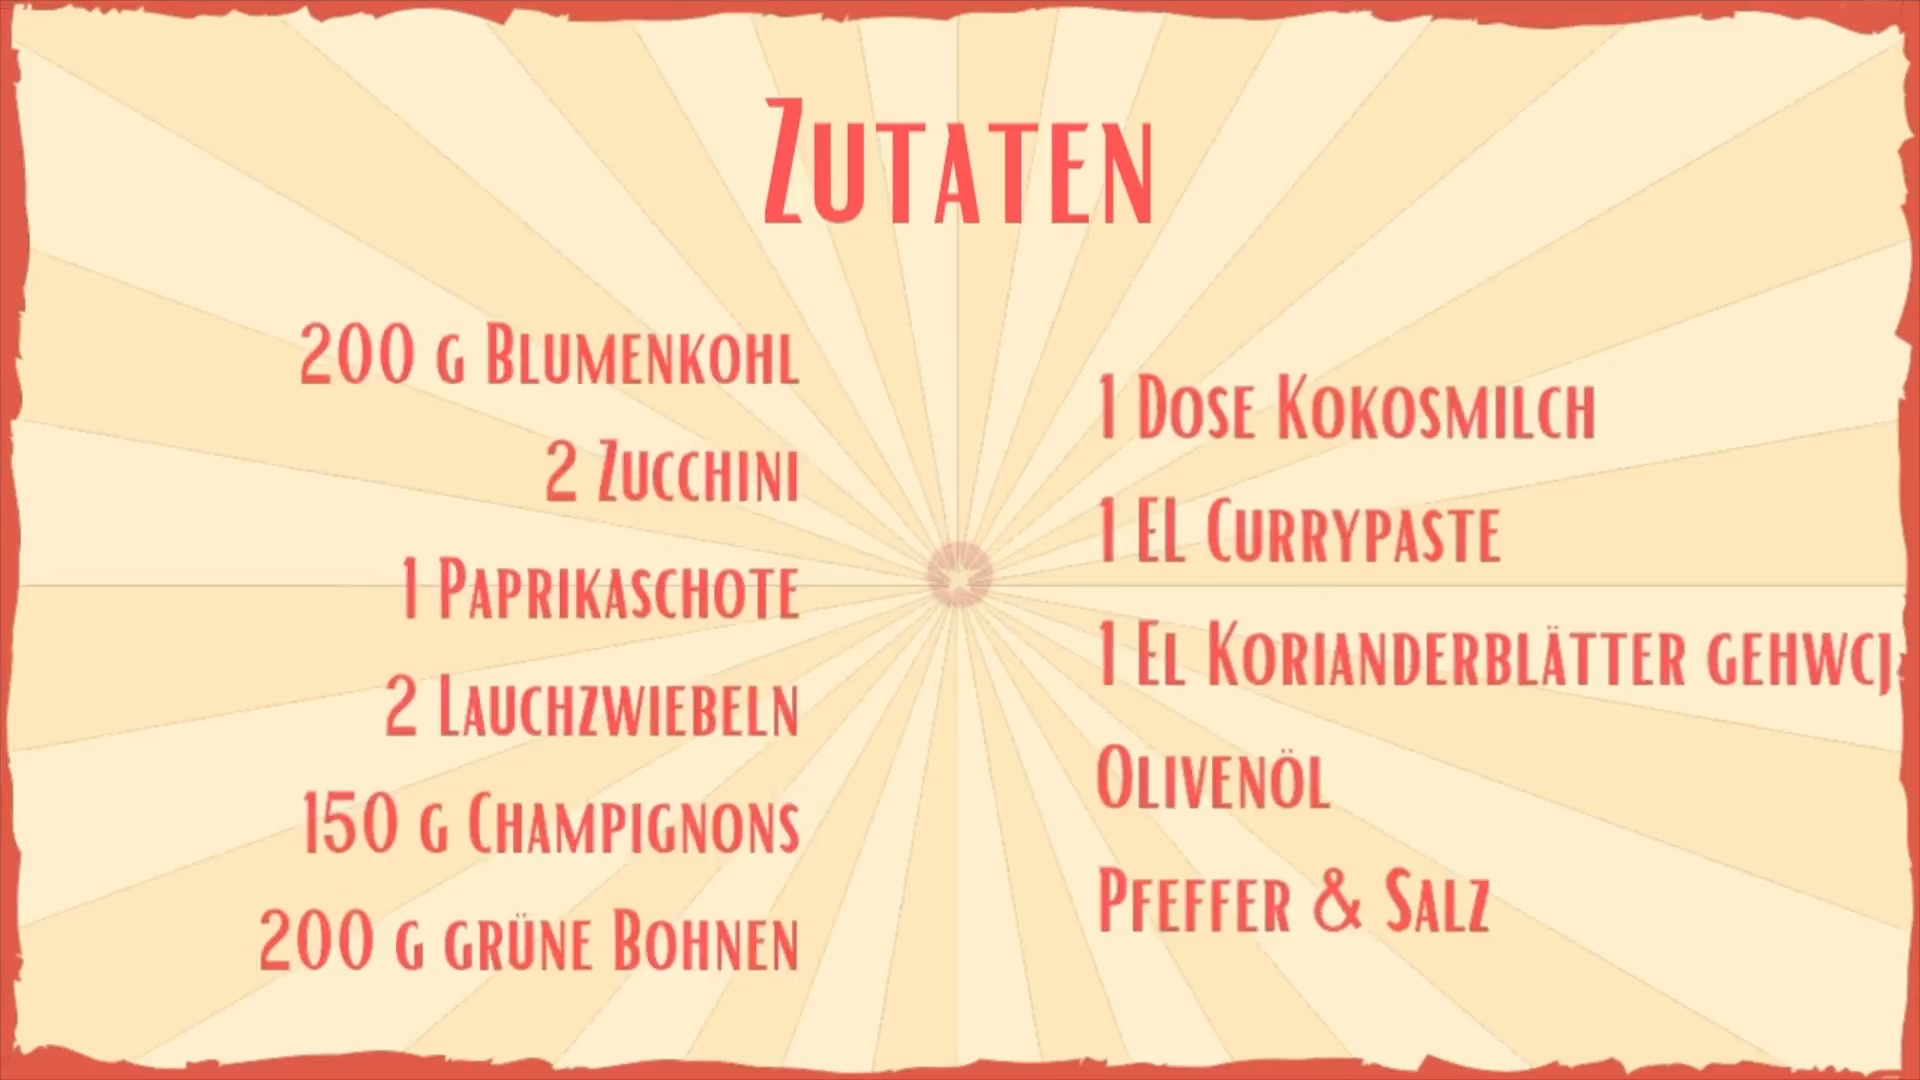 Zutaten
200 g Blumenkohl
2 Zucchini
1 Paprikaschote
2 Lauchzwiebeln
150 g Champignons
200 g grüne Bohnen
1 Dose Kokosmilch
1 EL Currypaste
1 El Korianderblätter gehwcj.
Olivenöl
Pfeffer & Salz